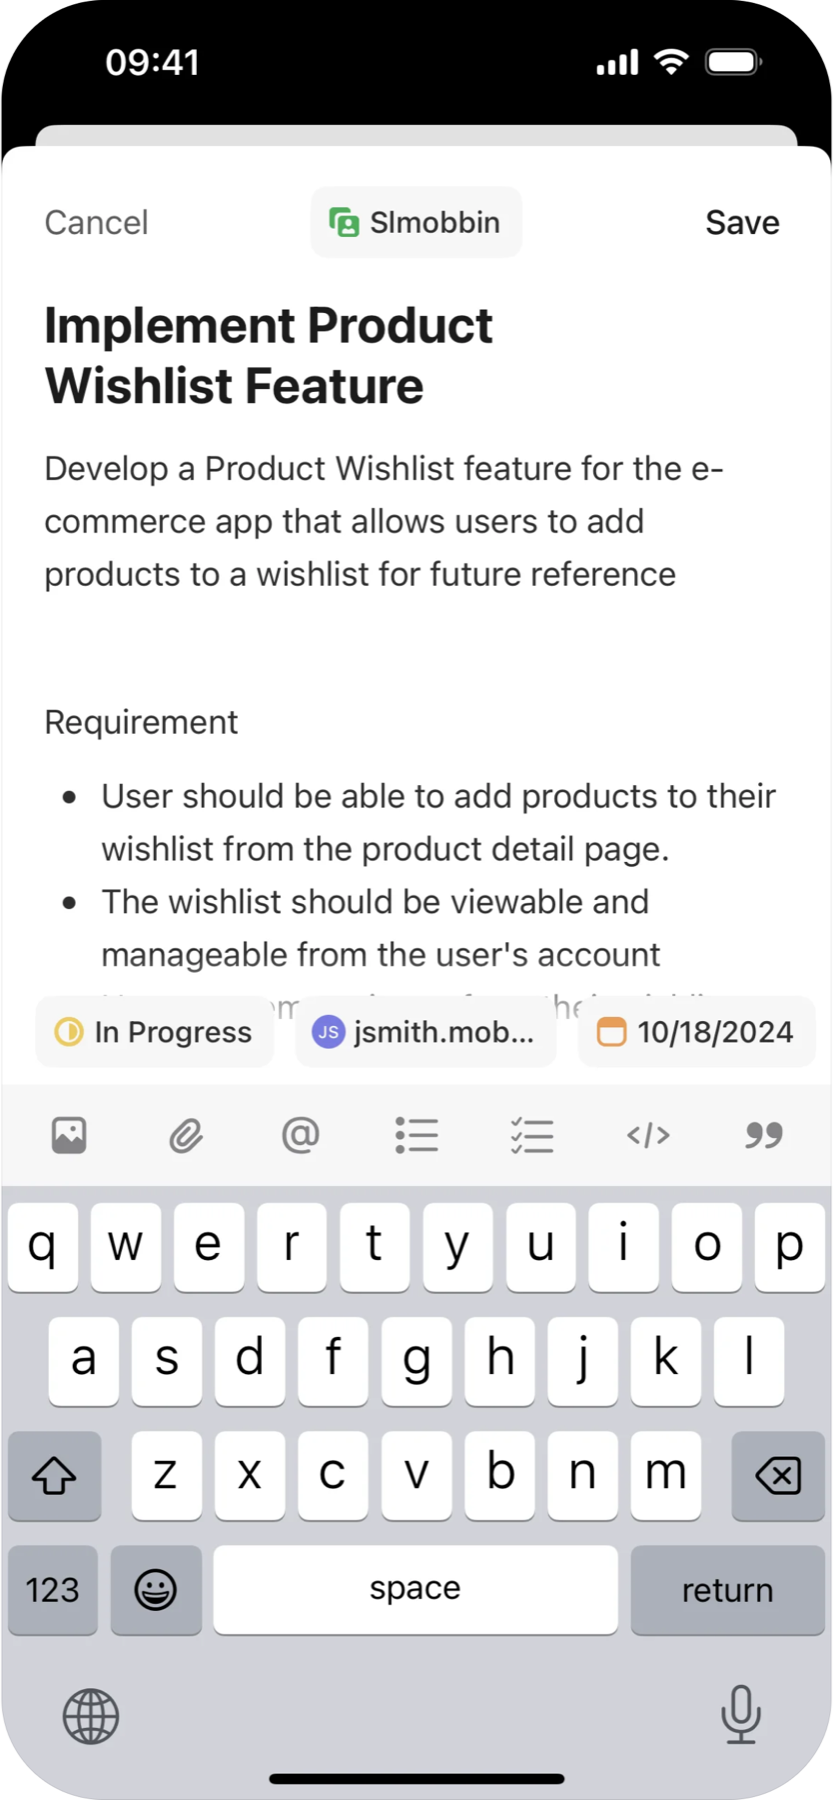 09:41
Cancel
Slmobbin
Save
Implement Product
Wishlist Feature
Develop a Product Wishlist feature for the e-
commerce app that allows users to add
products to a wishlist for future reference
Requirement
• User should be able to add products to their
wishlist from the product detail page.
• The wishlist should be viewable and
manageable from the user's account
In Progress
JS jsmith.mob...
10/18/2024
q w e r t y u i o p
a s d f g h j k l
z x c v b n m
123
space
return